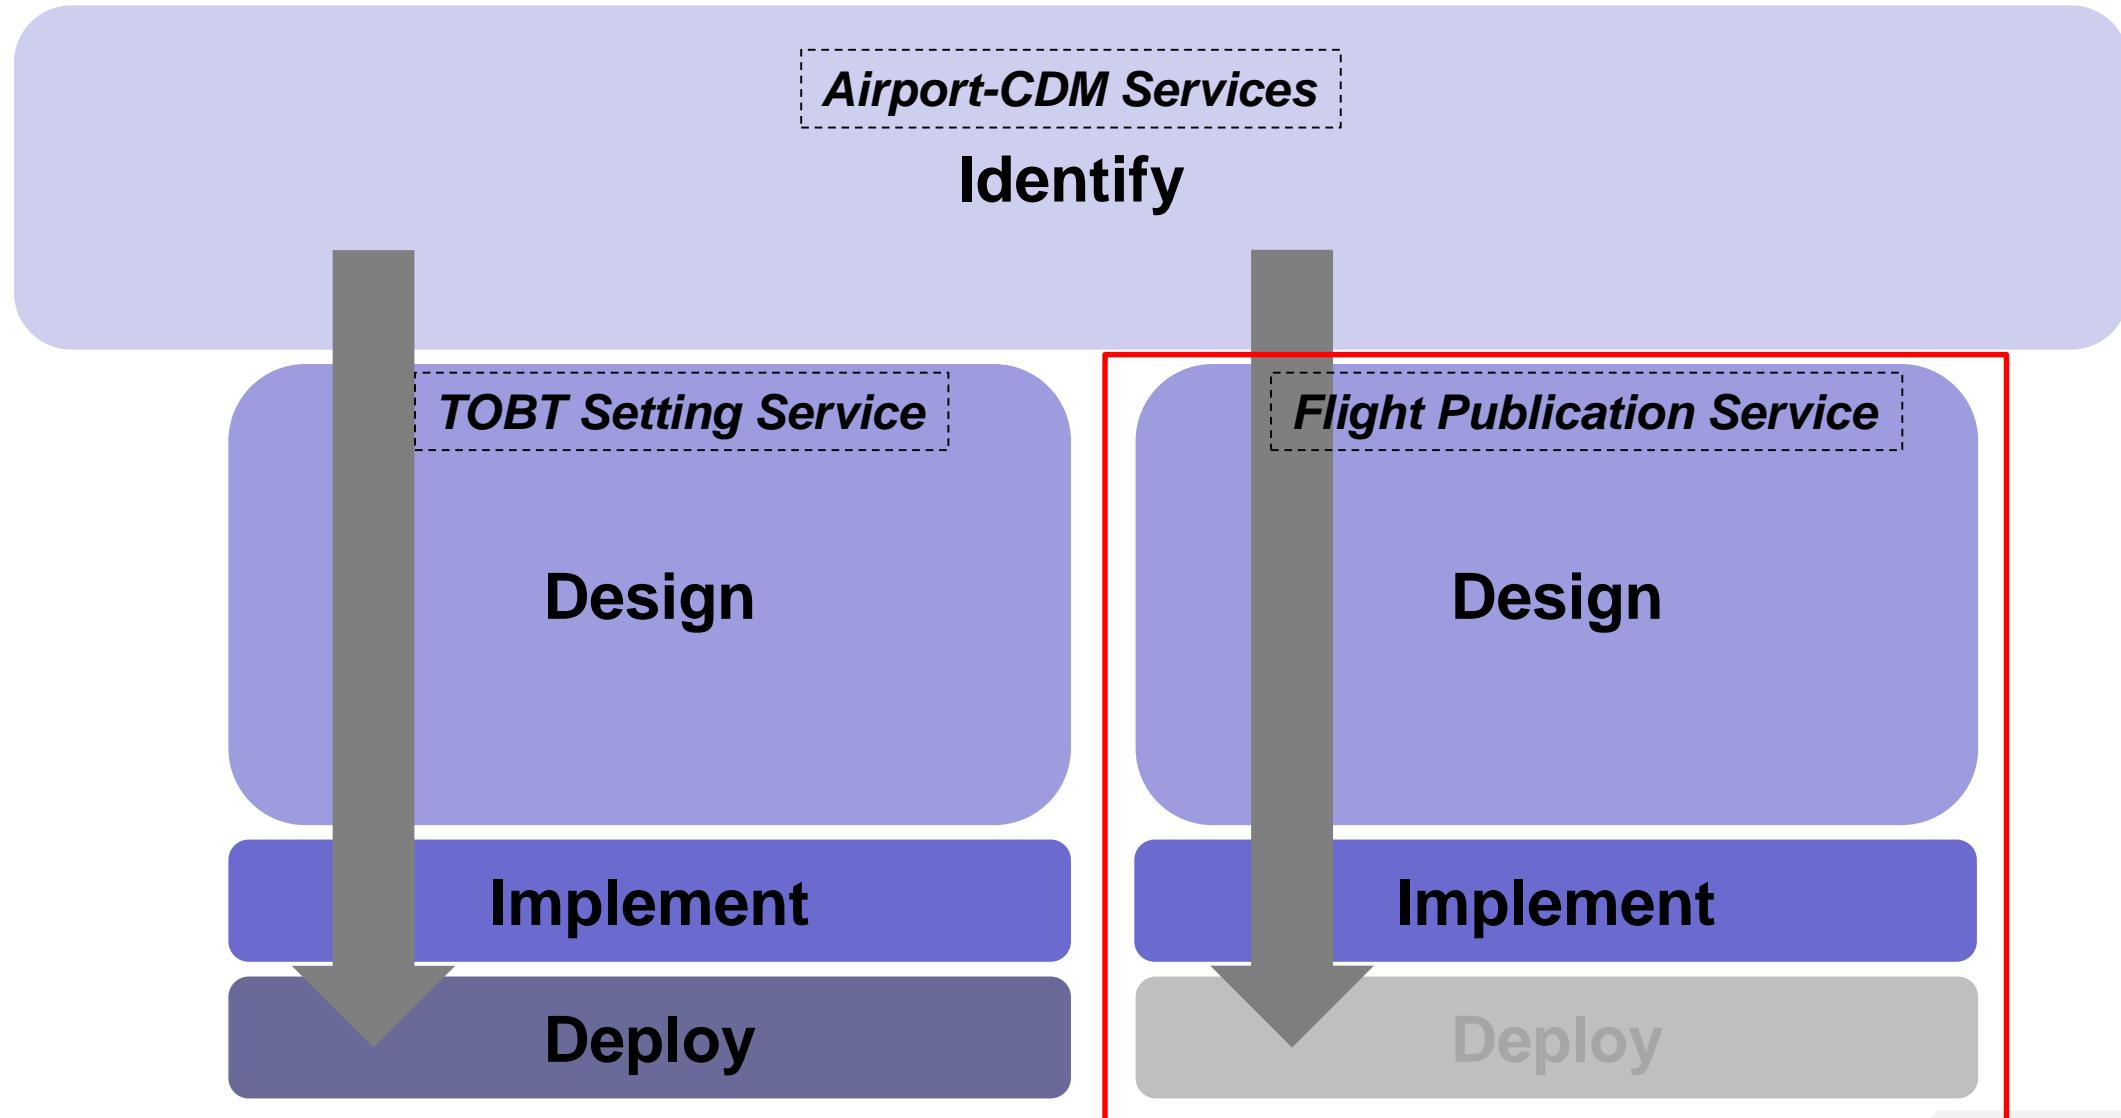 Airport-CDM Services
Identify
TOBT Setting Service
Design
Implement
Deploy
Flight Publication Service
Design
Implement
Deploy